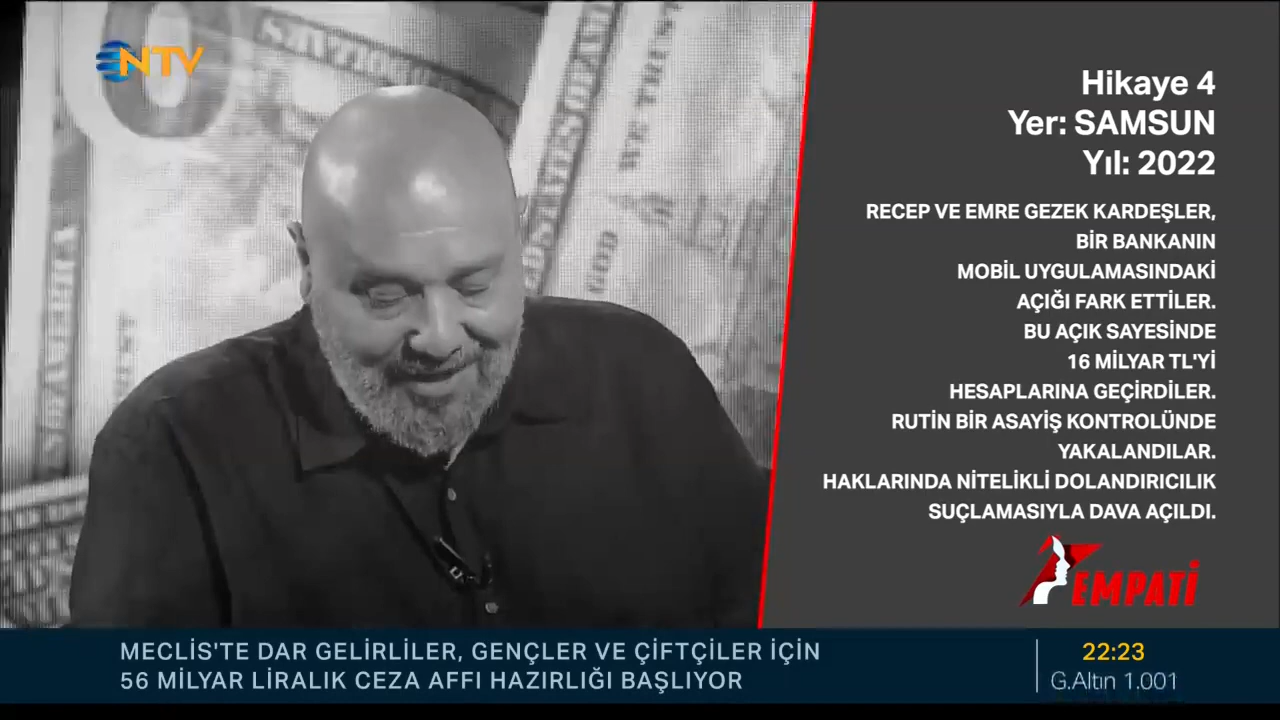 NTV
Hikaye 4
Yer: SAMSUN
Yıl: 2022
RECEP VE EMRE GEZEK KARDEŞLER,
BİR BANKANIN
MOBİL UYGULAMASINDAKİ
AÇIĞI FARK ETTİLER.
BU AÇIK SAYESİNDE
16 MİLYAR TL'Yİ
HESAPLARINA GEÇİRDİLER.
RUTİN BİR ASAYİŞ KONTROLÜNDE
YAKALANDILAR.
HAKLARINDA NİTELİKLİ DOLANDIRICILIK
SUÇLAMASIYLA DAVA AÇILDI.
EMPATİ
MECLİS'TE DAR GELİRLİLER, GENÇLER VE ÇİFTÇİLER İÇİN
56 MİLYAR LİRALIK CEZA AFFI HAZIRLIĞI BAŞLIYOR
22:23
G.Altın 1.001